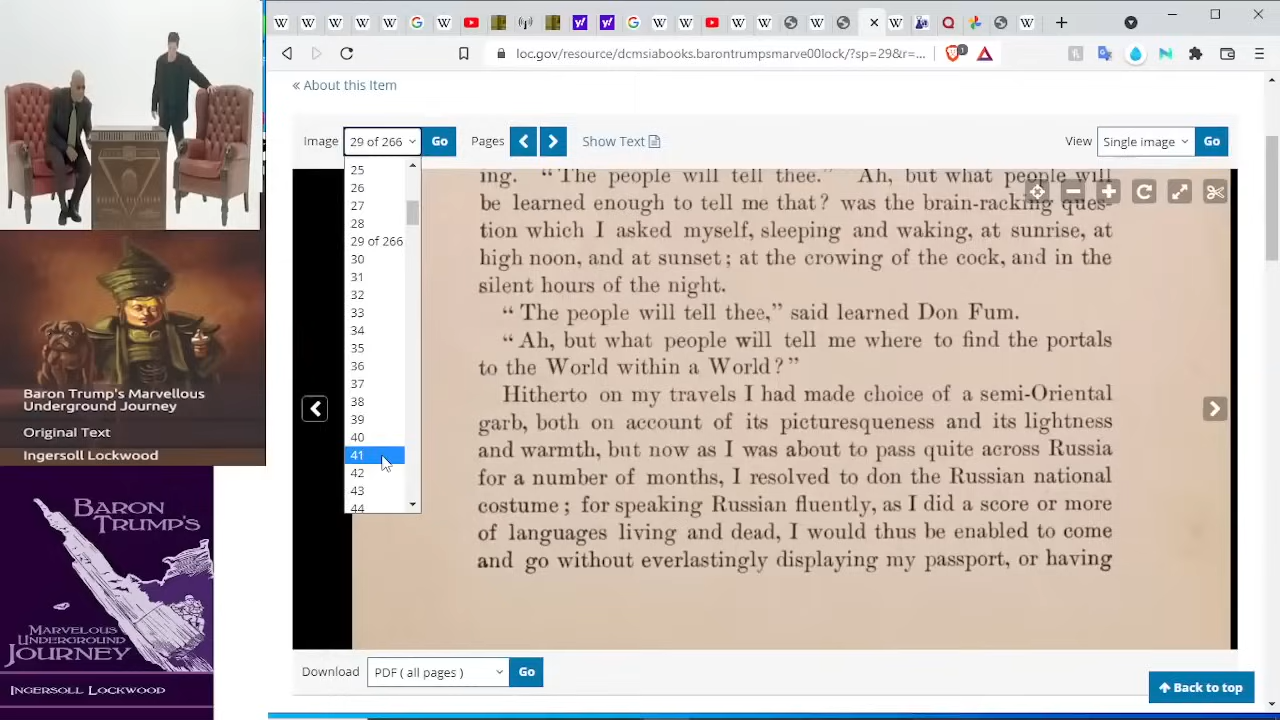 loc.gov/resource/dcmsiabooks.barontrumpsmarve00lock/?sp=29&r=...
« About this Item
Image 29 of 266 Go Pages Show Text View Single image Go
25
26
27
28
29 of 266
30
31
32
33
34
35
36
37
38
39
40
41
42
43
44
ing. “The people will tell thee.” Ah, but what people will
be learned enough to tell me that? was the brain-racking ques-
tion which I asked myself, sleeping and waking, at sunrise, at
high noon, and at sunset; at the crowing of the cock, and in the
silent hours of the night.
“The people will tell thee,” said learned Don Fum.
“Ah, but what people will tell me where to find the portals
to the World within a World?”
Hitherto on my travels I had made choice of a semi-Oriental
garb, both on account of its picturesqueness and its lightness
and warmth, but now as I was about to pass quite across Russia
for a number of months, I resolved to don the Russian national
costume; for speaking Russian fluently, as I did a score or more
of languages living and dead, I would thus be enabled to come
and go without everlastingly displaying my passport, or having
Download PDF ( all pages ) Go
Back to top
Baron Trump's Marvellous
Underground Journey
Original Text
Ingersoll Lockwood
BARON
TRUMP'S
MARVELOUS
UNDERGROUND
JOURNEY
INGERSOLL LOCKWOOD